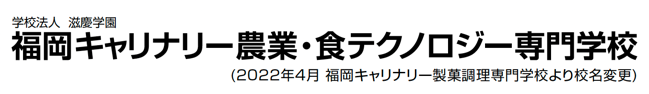 学校法人 滋慶学園
福岡キャリナリー農業・食テクノロジー専門学校
(2022年4月 福岡キャリナリー製菓調理専門学校より校名変更)